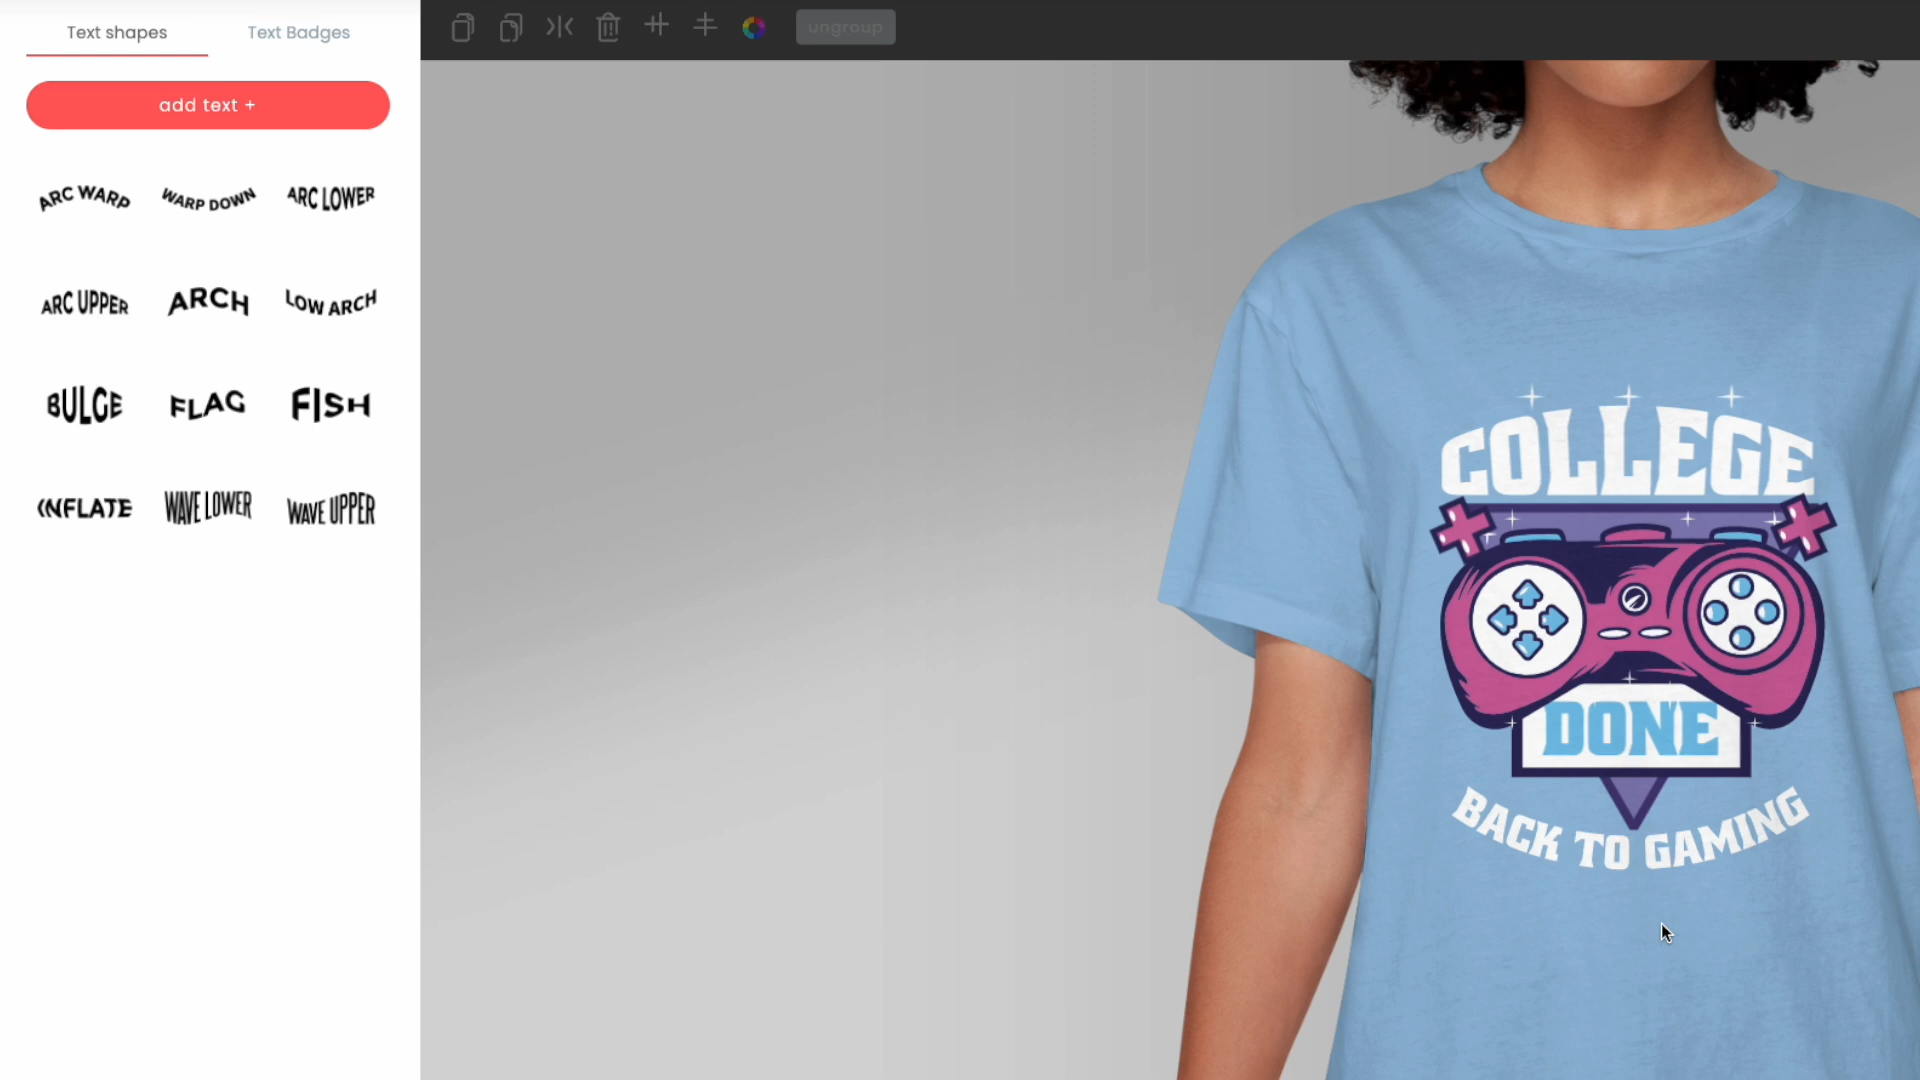 Text shapes
Text Badges
add text +
ungroup
ARC WARP
WARP DOWN
ARC LOWER
ARC UPPER
ARCH
LOW ARCH
BULGE
FLAG
FISH
INFLATE
WAVE LOWER
WAVE UPPER
COLLEGE
DONE
BACK TO GAMING